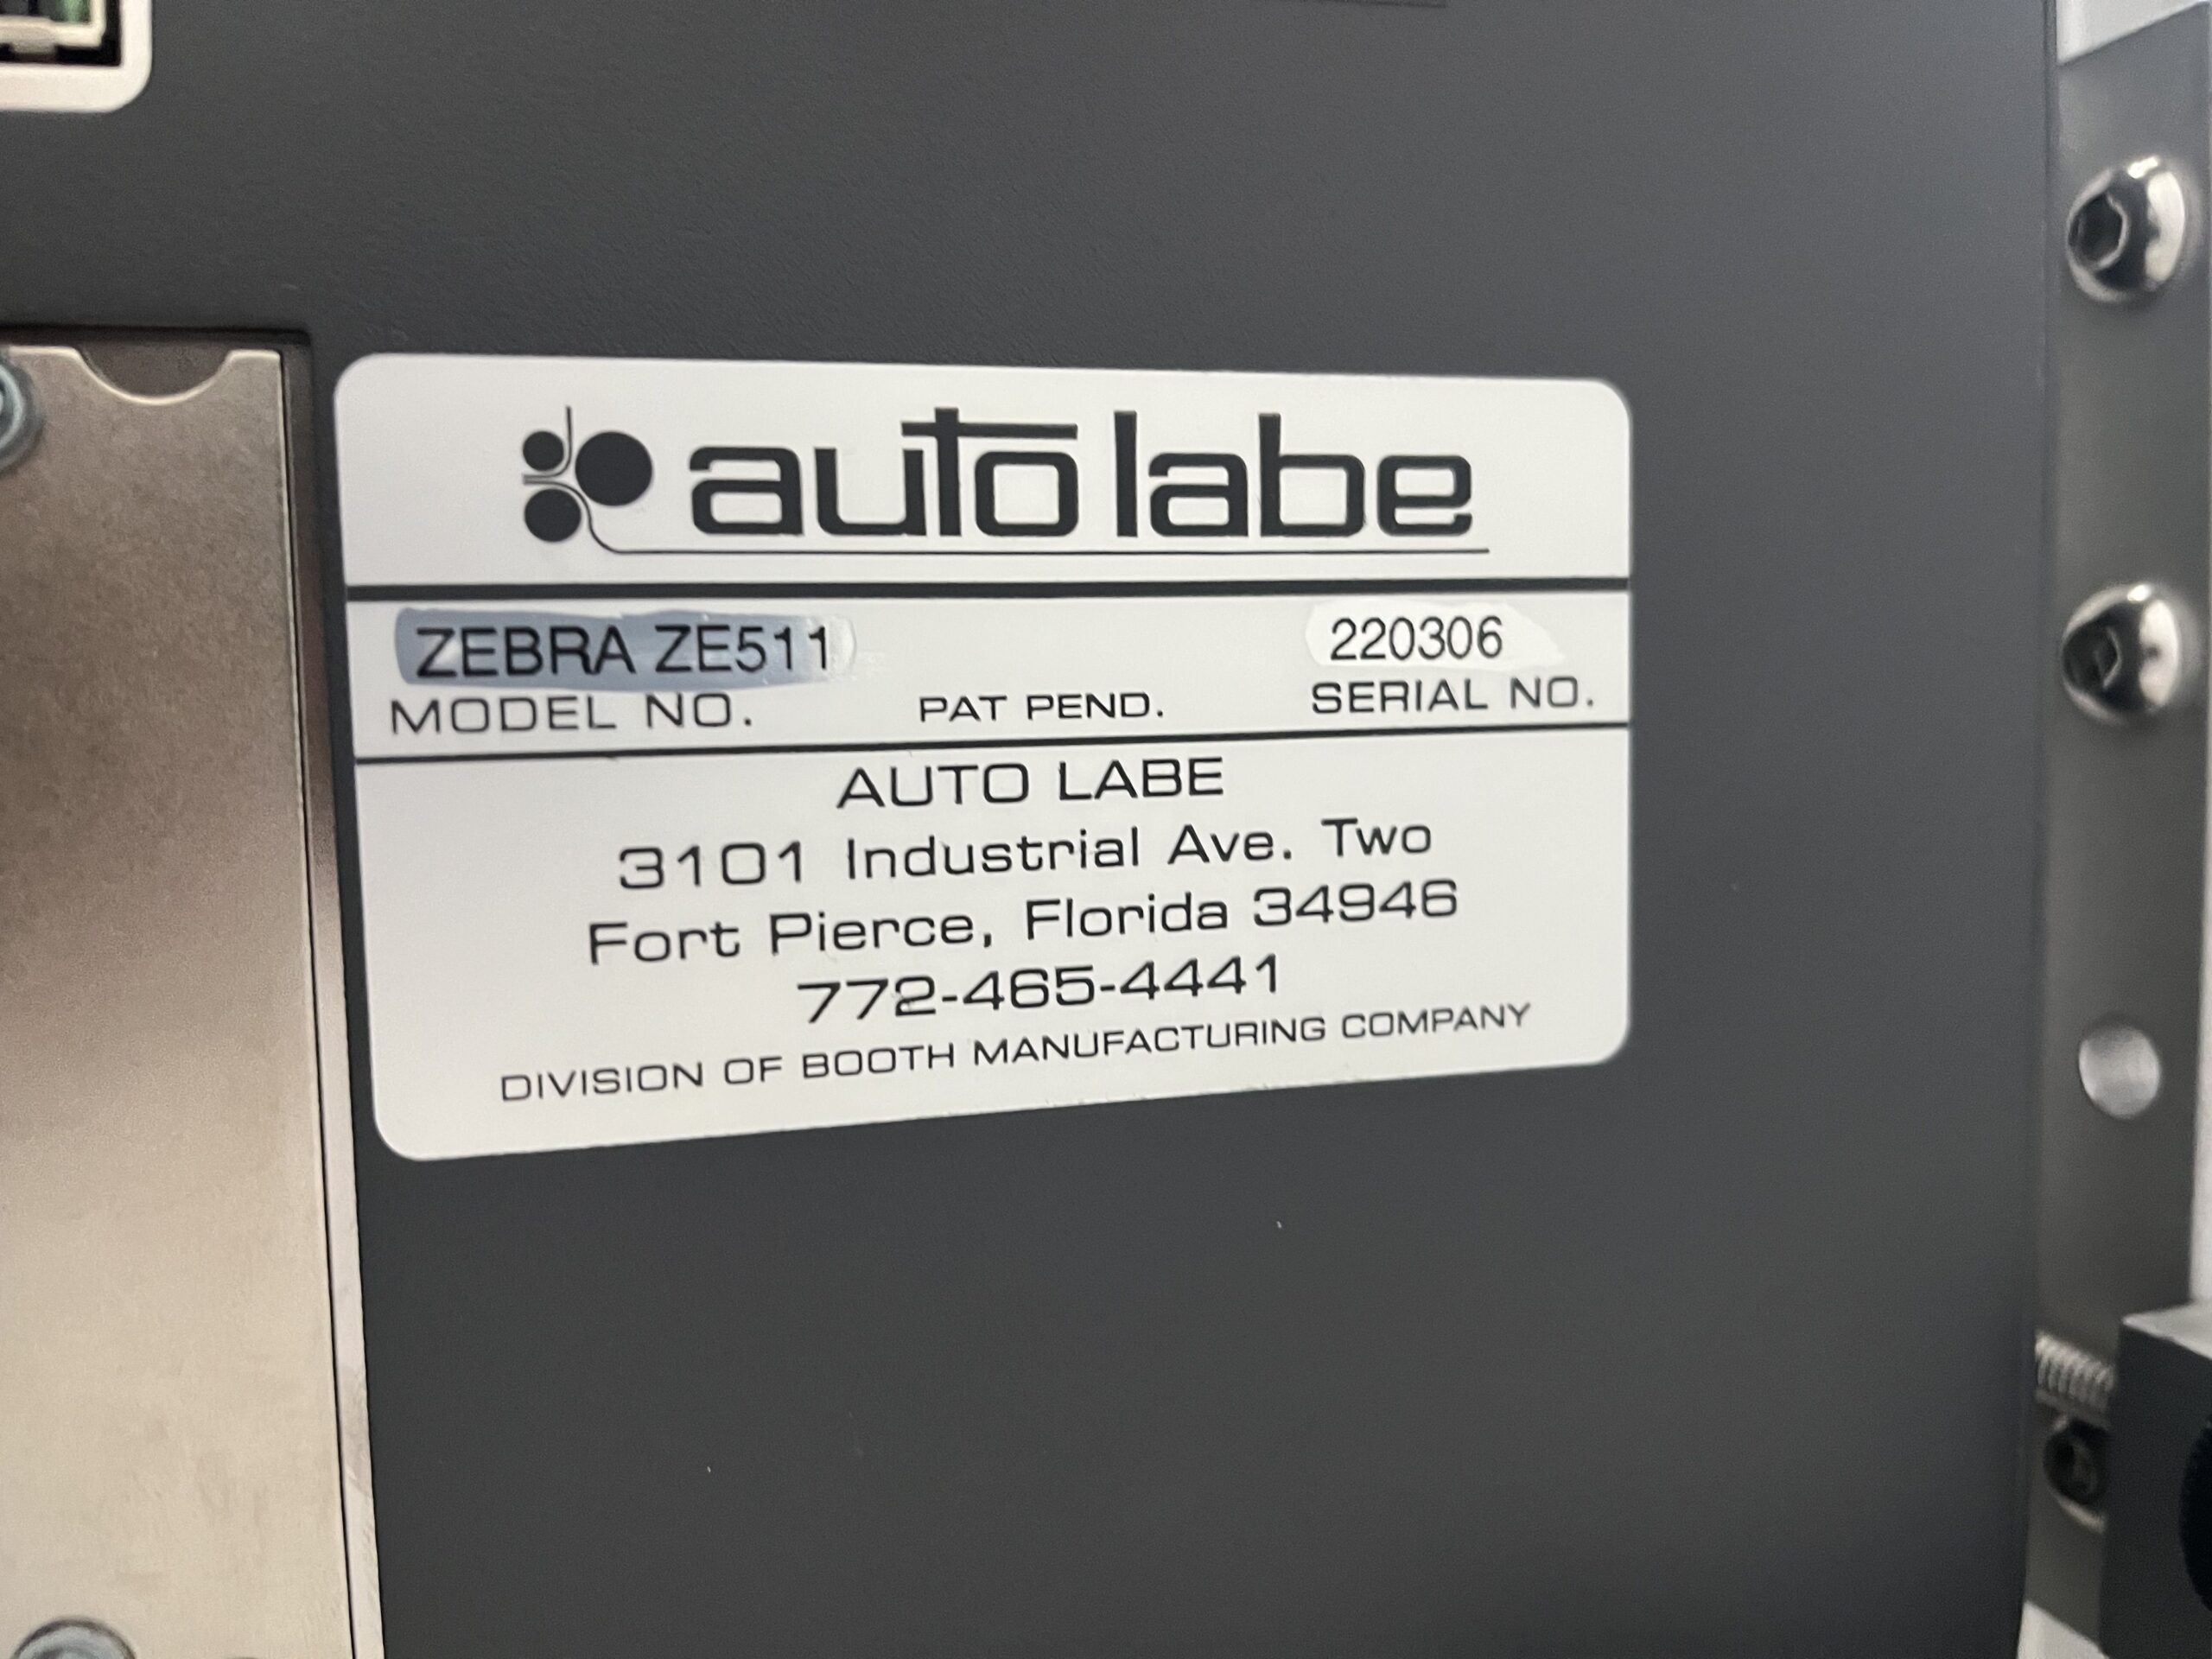 auto labe
ZEBRA ZE511 220306
MODEL NO. PAT PEND. SERIAL NO.
AUTO LABE
3101 Industrial Ave. Two
Fort Pierce, Florida 34946
772-465-4441
DIVISION OF BOOTH MANUFACTURING COMPANY